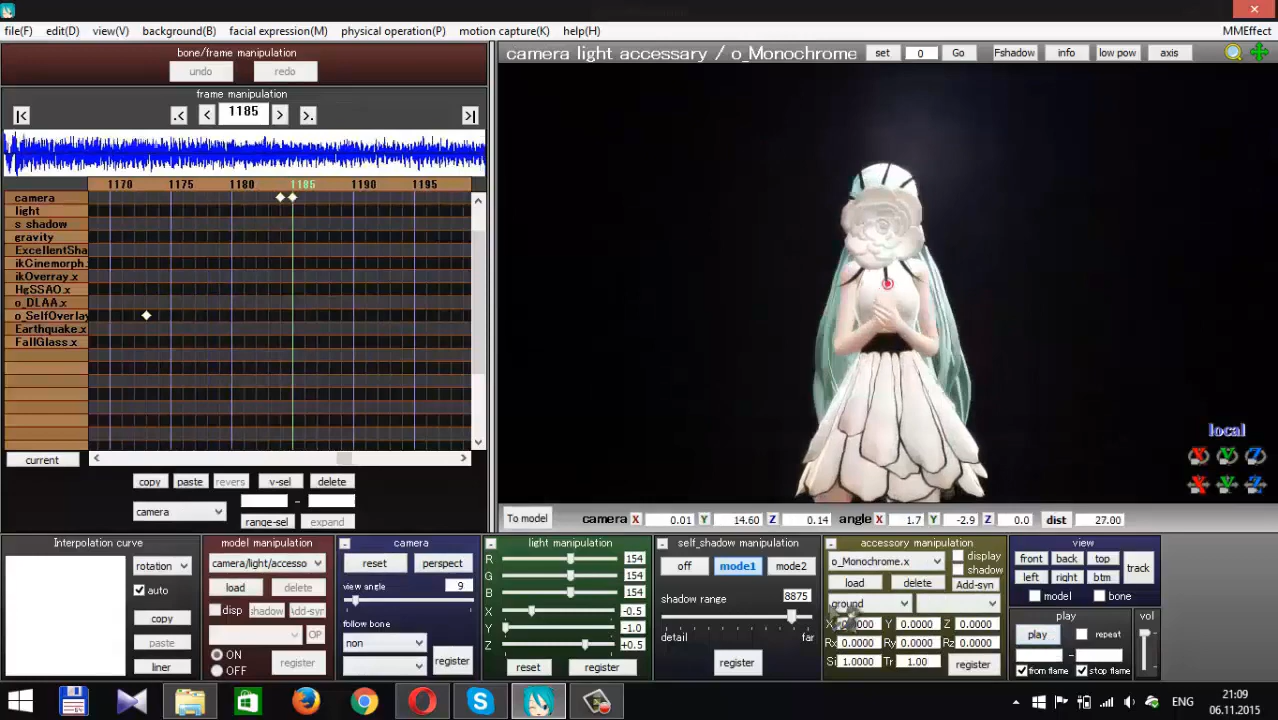 file(F) edit(D) view(V) background(B) facial expression(M) physical operation(P) motion capture(K) help(H) MMEffect
bone/frame manipulation
undo redo
frame manipulation
|< .< < 1185 > >. >|
1170 1175 1180 1185 1190 1195
camera
light
s shadow
gravity
ExcellentSha
ikCinemorph.
ikOverray.x
HgSSAO.x
o_DLAA.x
o_SelfOverlay
Earthquake.x
FallGlass.x
current
copy paste revers v-sel delete
camera - range-sel expand
camera light accessary / o_Monochrome set 0 Go Fshadow info low pow axis
local
X Y Z
X Y Z
To model camera X 0.01 Y 14.60 Z 0.14 angle X 1.7 Y -2.9 Z 0.0 dist 27.00
Interpolation curve
rotation
auto
copy
paste
liner
model manipulation
camera/light/accesso
load delete
disp shadow Add-syn
OP
ON
OFF
register
camera
reset perspect
view angle 9
follow bone
non
register
light manipulation
R 154
G 154
B 154
X -0.5
Y -1.0
Z +0.5
reset register
self_shadow manipulation
off mode1 mode2
shadow range 8875
detail far
register
accessory manipulation
o_Monochrome.x display
shadow
load delete Add-syn
ground
X 0.0000 Y 0.0000 Z 0.0000
Rx 0.0000 Ry 0.0000 Rz 0.0000
Si 1.0000 Tr 1.00 register
view
front back top
left right btm
track
model bone
play
play repeat
-
from flame stop flame
vol
ENG
21:09
06.11.2015